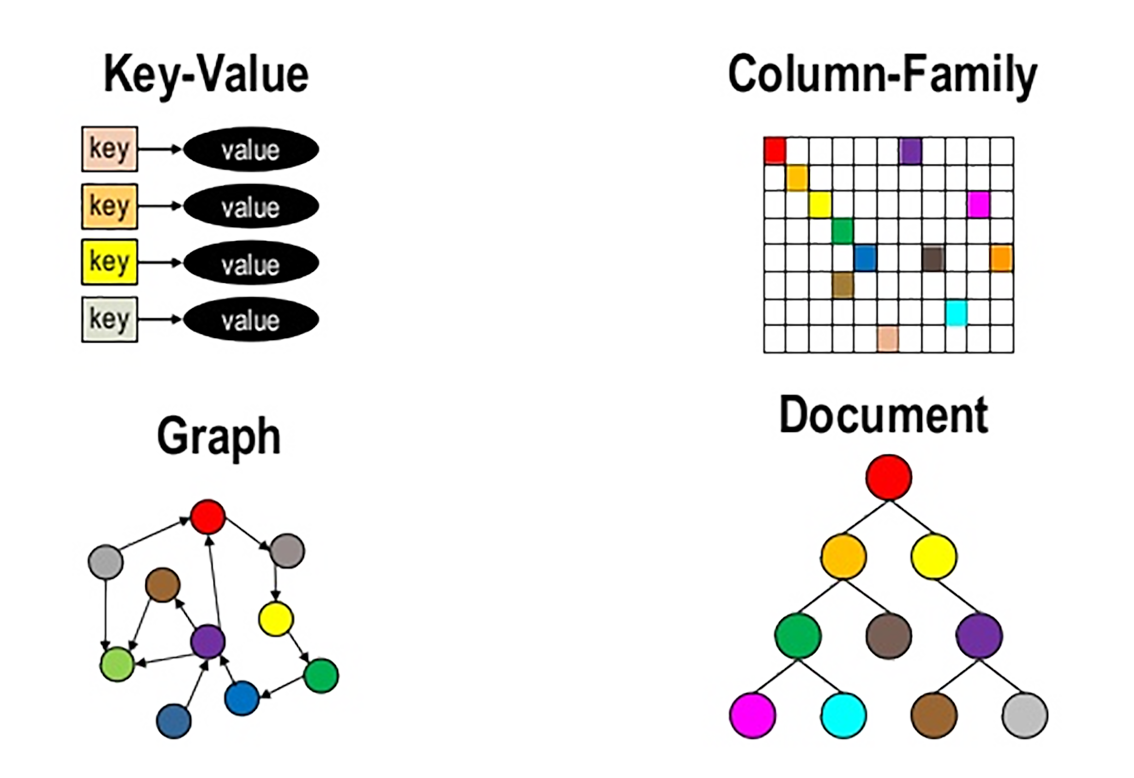 Key-Value
key value
key value
key value
key value
Column-Family
Graph
Document